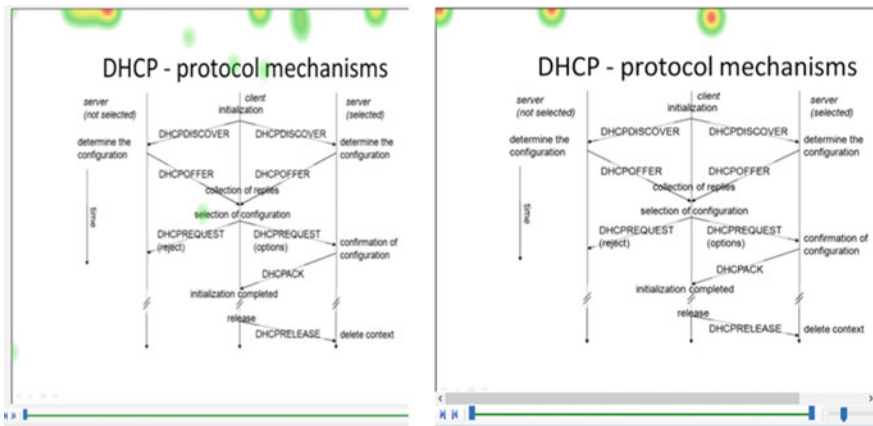 DHCP - protocol mechanisms
server
(not selected)
client
initialization
server
(selected)
DHCPDISCOVER
DHCPDISCOVER
determine the
configuration
determine the
configuration
DHCPOFFER
DHCPOFFER
collection of replies
time
selection of configuration
DHCPREQUEST
(reject)
DHCPREQUEST
(options)
confirmation of
configuration
DHCPACK
initialization completed
release
DHCPRELEASE
delete context
DHCP - protocol mechanisms
server
(not selected)
client
initialization
server
(selected)
DHCPDISCOVER
DHCPDISCOVER
determine the
configuration
determine the
configuration
DHCPOFFER
DHCPOFFER
collection of replies
time
selection of configuration
DHCPREQUEST
(reject)
DHCPREQUEST
(options)
confirmation of
configuration
DHCPACK
initialization completed
release
DHCPRELEASE
delete context